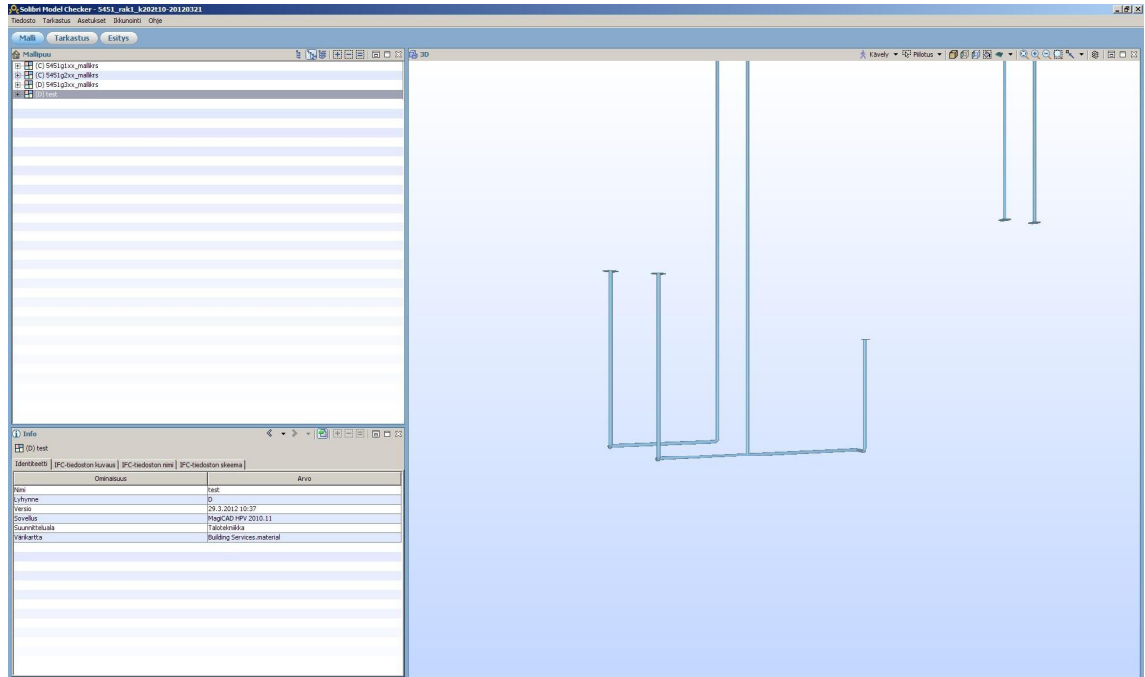 Solibri Model Checker - 5451_rak1_k202t10-20120321
Tiedosto Tarkastus Asetukset Ikkunointi Ohje
Malli Tarkastus Esitys
Mallipuu
(C) 5451g1xx_mallikrs
(C) 5451g2xx_mallikrs
(D) 5451g3xx_mallikrs
(D) test
3D Kävely Pilotus
Info
(D) test
Identiteetti IFC-tiedoston kuvaus IFC-tiedoston nimi IFC-tiedoston skeema
Ominaisuus Arvo
Nimi test
Lyhynne D
Versio 29.3.2012 10:37
Sovellus MagiCAD HPV 2010.11
Suunnitteluala Talotekniikka
Värikartta Building Services.material